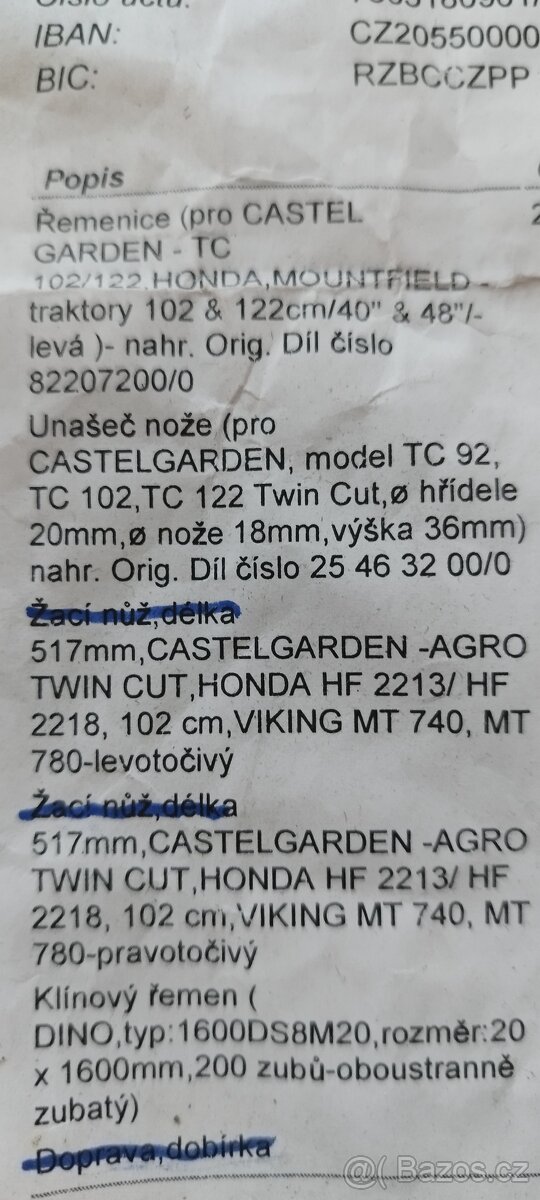 IBAN:
CZ20550000
BIC:
RZBCCZPP
Popis
Řemenice (pro CASTEL
2
GARDEN - TC
102/122,HONDA,MOUNTFIELD -
traktory 102 & 122cm/40" & 48"/-
levá )- nahr. Orig. Díl číslo
82207200/0
Unašeč nože (pro
CASTELGARDEN, model TC 92,
TC 102,TC 122 Twin Cut,ø hřídele
20mm,ø nože 18mm,výška 36mm)
nahr. Orig. Díl číslo 25 46 32 00/0
Žací nůž,délka
517mm,CASTELGARDEN -AGRO
TWIN CUT,HONDA HF 2213/ HF
2218, 102 cm,VIKING MT 740, MT
780-levotočivý
Žací nůž,délka
517mm,CASTELGARDEN -AGRO
TWIN CUT,HONDA HF 2213/ HF
2218, 102 cm,VIKING MT 740, MT
780-pravotočivý
Klínový řemen (
DINO,typ:1600DS8M20,rozměr:20
x 1600mm,200 zubů-oboustranně
zubatý)
Doprava,dobírka
@( Bazos.cz